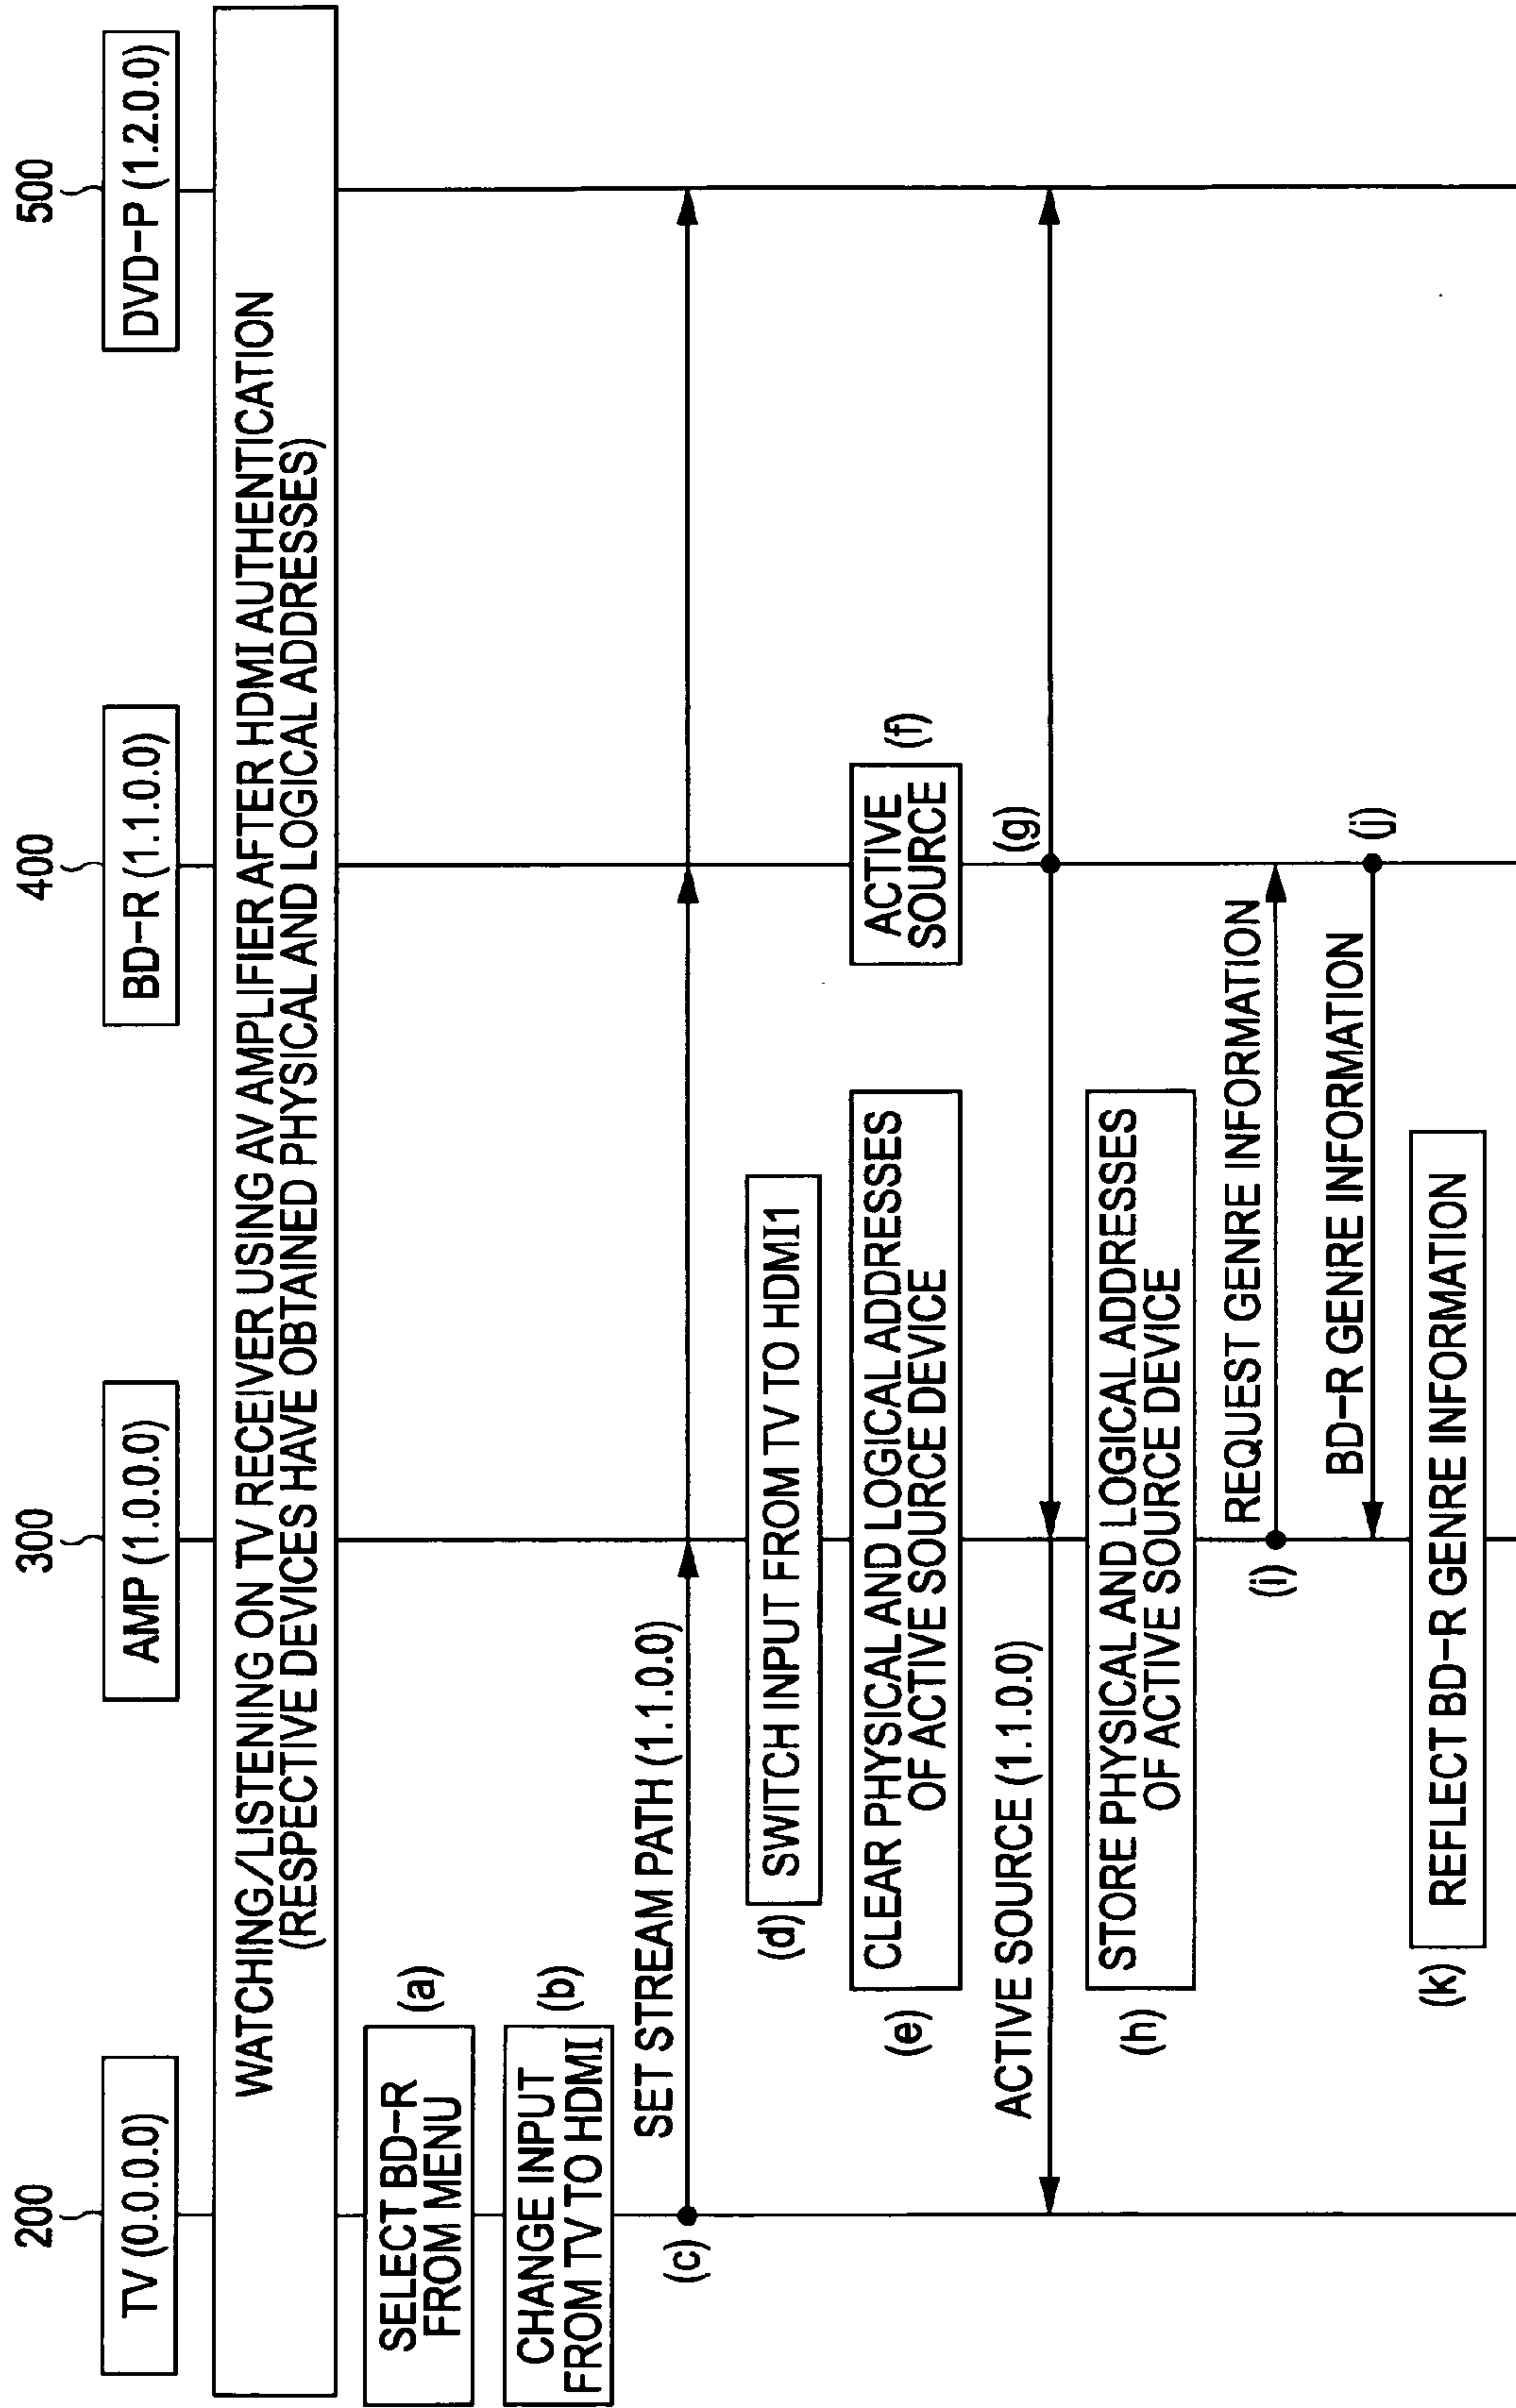 200
300
400
500
TV (0.0.0.0)
AMP (1.0.0.0)
BD-R (1.1.0.0)
DVD-P (1.2.0.0)
WATCHING/LISTENING ON TV RECEIVER USING AV AMPLIFIER AFTER HDMI AUTHENTICATION
(RESPECTIVE DEVICES HAVE OBTAINED PHYSICAL AND LOGICAL ADDRESSES)
SELECT BD-R
FROM MENU
(a)
CHANGE INPUT
FROM TV TO HDMI
(b)
SET STREAM PATH (1.1.0.0)
(c)
(d)
SWITCH INPUT FROM TV TO HDMI1
(e)
CLEAR PHYSICAL AND LOGICAL ADDRESSES
OF ACTIVE SOURCE DEVICE
ACTIVE
SOURCE
(f)
ACTIVE SOURCE (1.1.0.0)
(g)
(h)
STORE PHYSICAL AND LOGICAL ADDRESSES
OF ACTIVE SOURCE DEVICE
REQUEST GENRE INFORMATION
(i)
BD-R GENRE INFORMATION
(j)
(k)
REFLECT BD-R GENRE INFORMATION